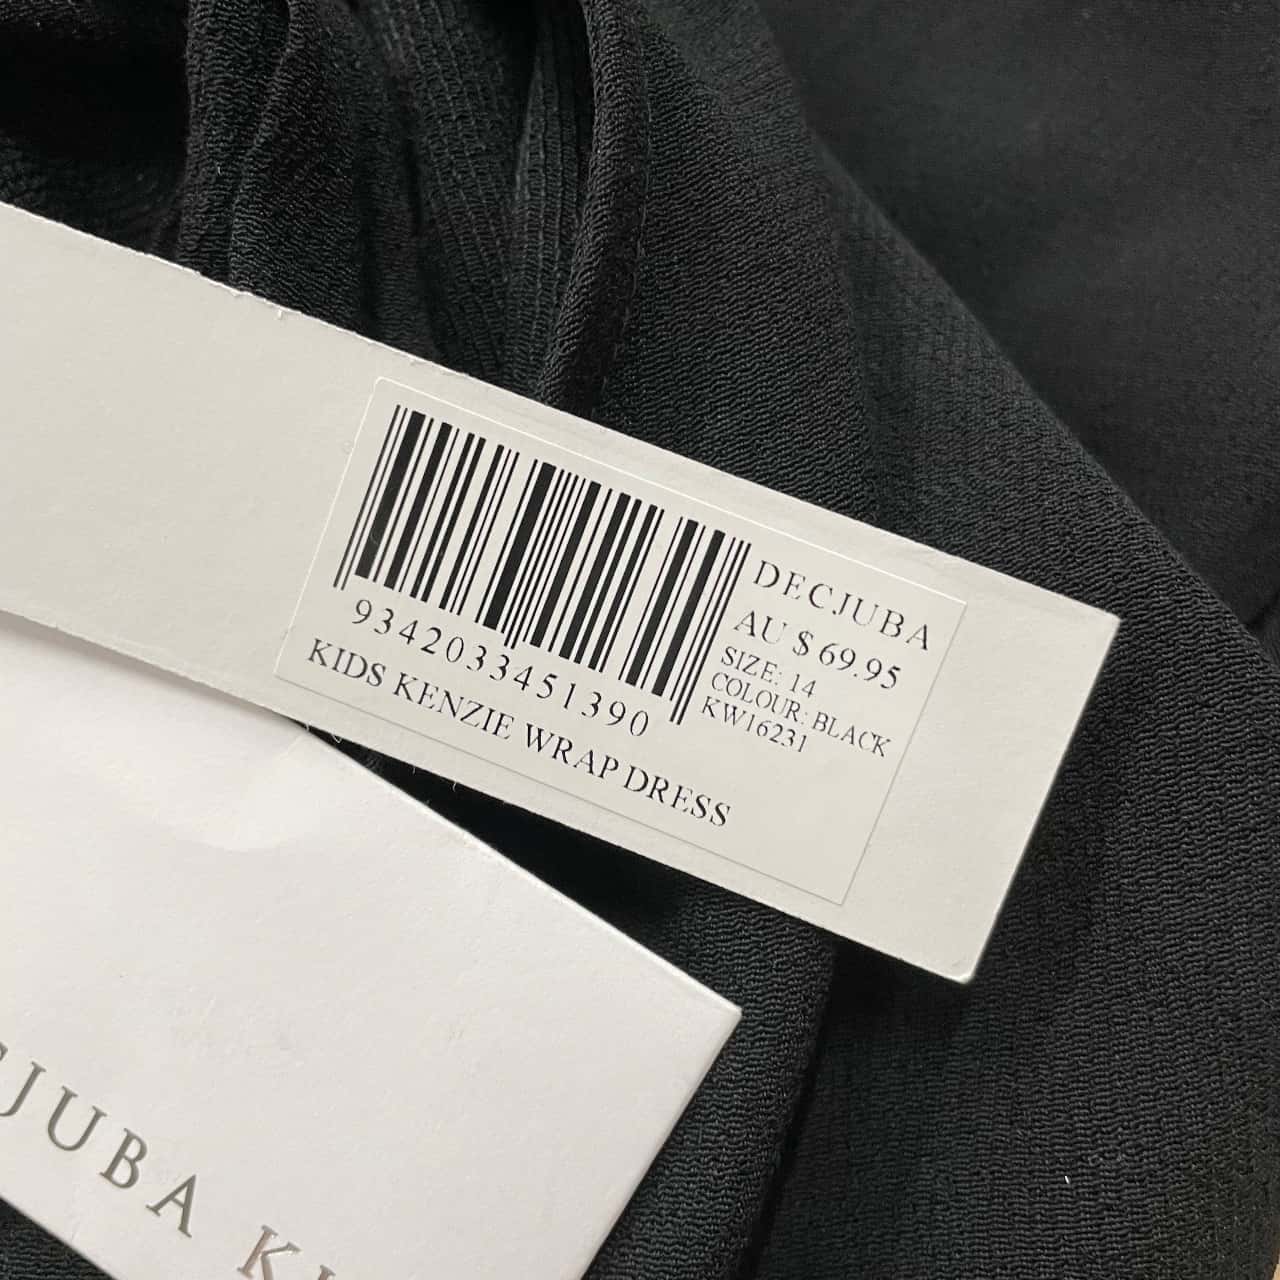 DECJUBA
AU $ 69.95
SIZE: 14
COLOUR: BLACK
KW16231
9342033451390
KIDS KENZIE WRAP DRESS
JUBA